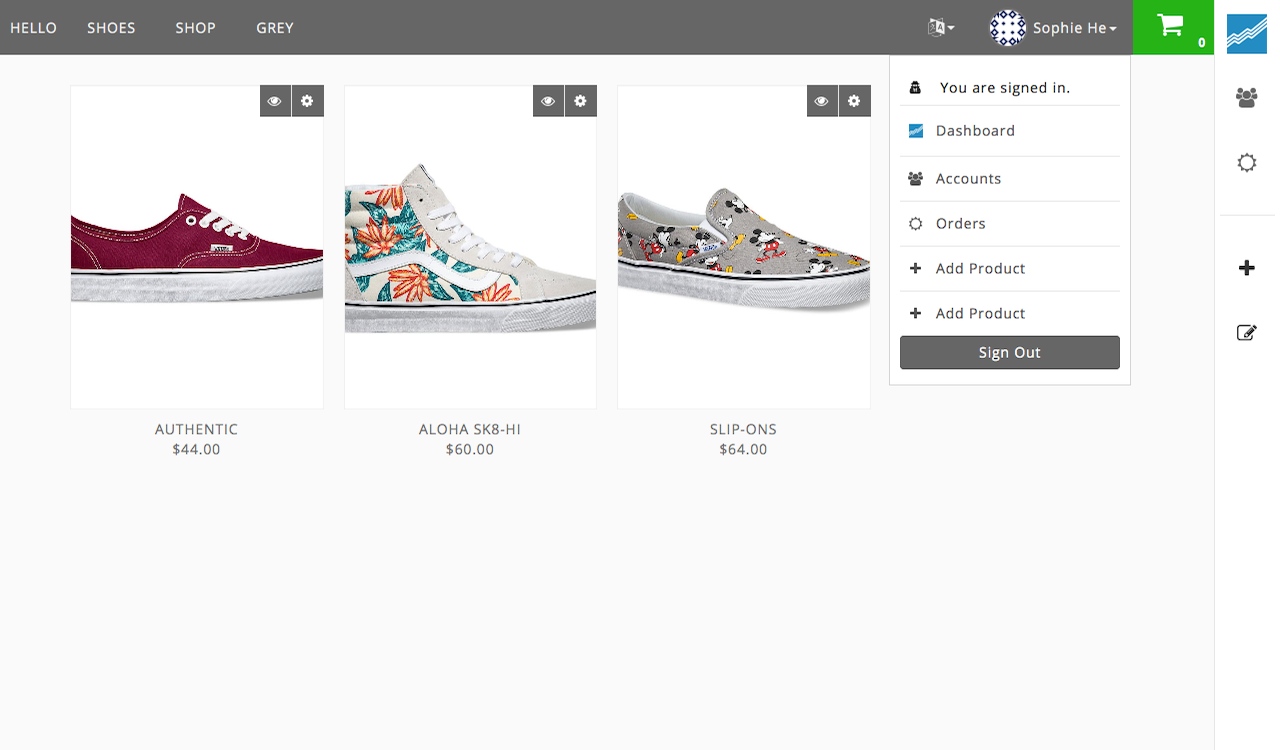 HELLO SHOES SHOP GREY Sophie He 0
You are signed in.
Dashboard
Accounts
Orders
Add Product
Add Product
Sign Out
AUTHENTIC
$44.00
ALOHA SK8-HI
$60.00
SLIP-ONS
$64.00